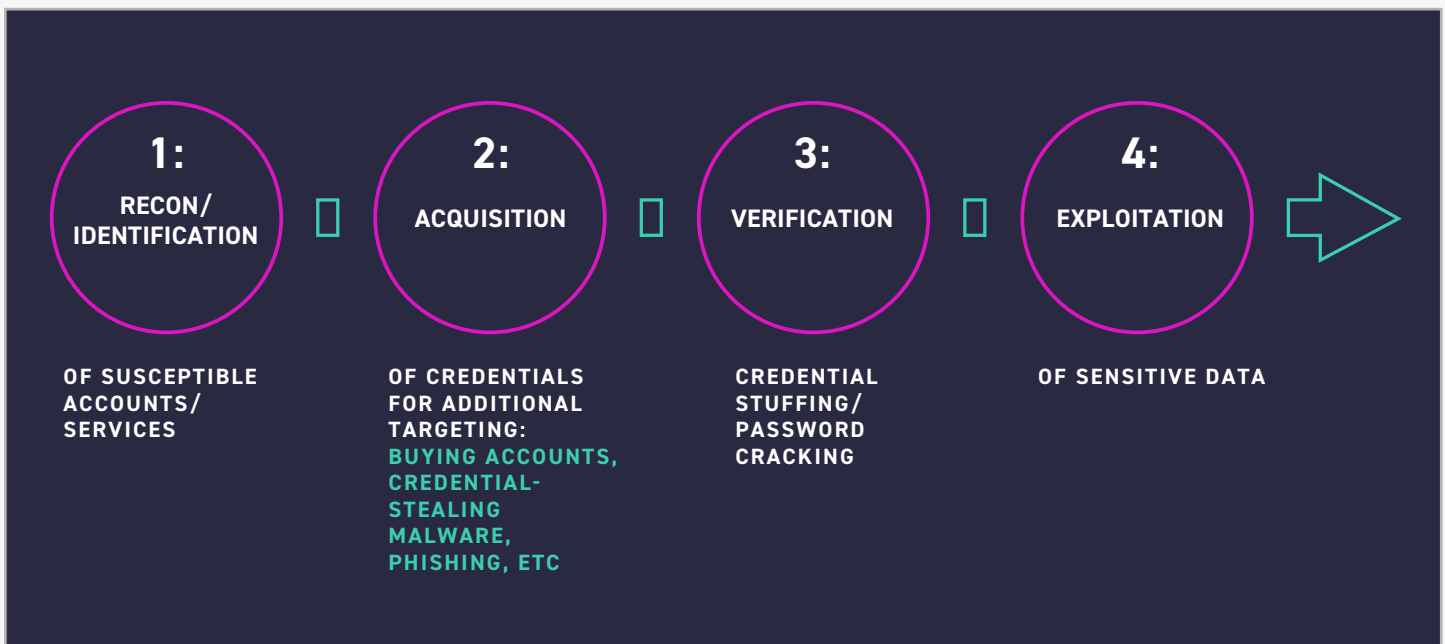 1:
RECON/
IDENTIFICATION
OF SUSCEPTIBLE
ACCOUNTS/
SERVICES
2:
ACQUISITION
OF CREDENTIALS
FOR ADDITIONAL
TARGETING:
BUYING ACCOUNTS,
CREDENTIAL-
STEALING
MALWARE,
PHISHING, ETC
3:
VERIFICATION
CREDENTIAL
STUFFING/
PASSWORD
CRACKING
4:
EXPLOITATION
OF SENSITIVE DATA